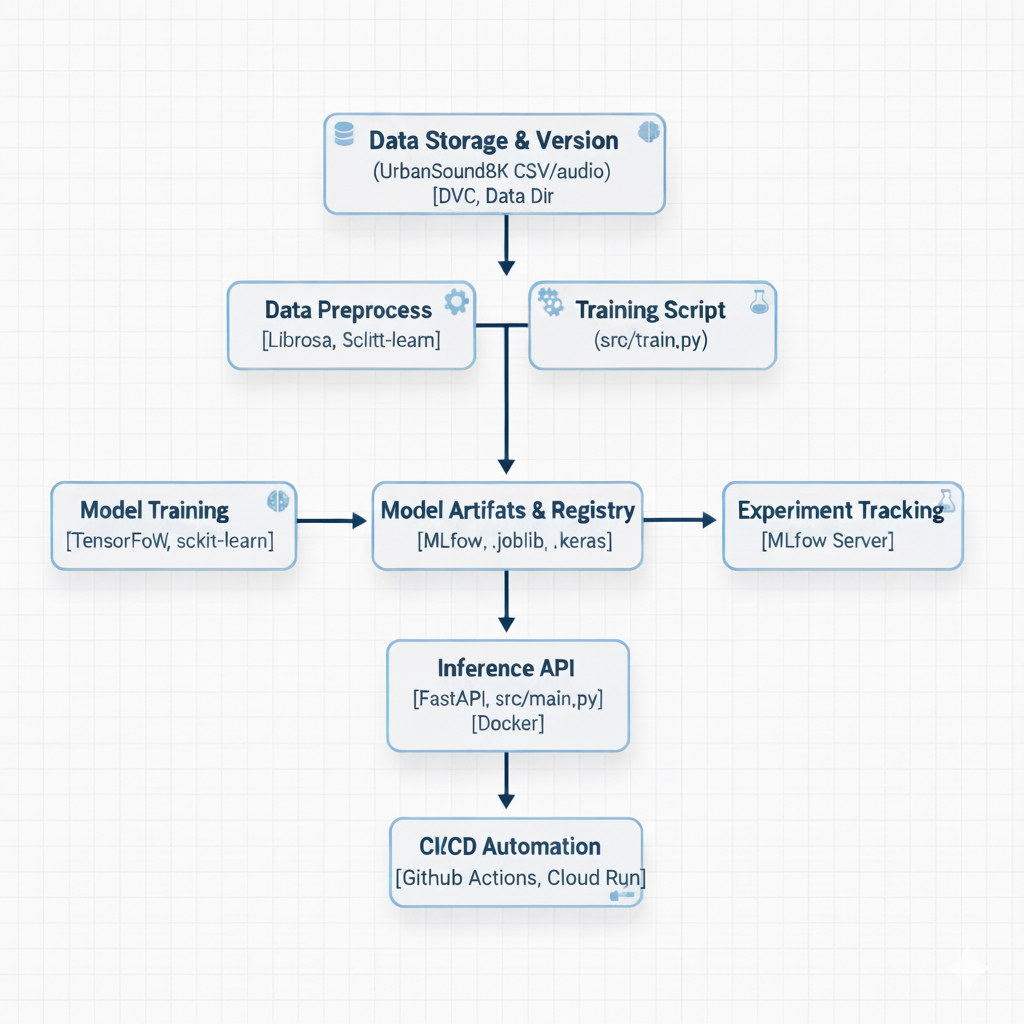 Data Storage & Version
(UrbanSound8K CSV/audio)
[DVC, Data Dir
Data Preprocess
[Librosa, Sclitt-learn]
Training Script
(src/train.py)
Model Training
[TensorFoW, sckit-learn]
Model Artifats & Registry
[MLfow, .joblib, .keras]
Experiment Tracking
[MLfow Server]
Inference API
[FastAPI, src/main.py]
[Docker]
CI/CD Automation
[Github Actions, Cloud Run]